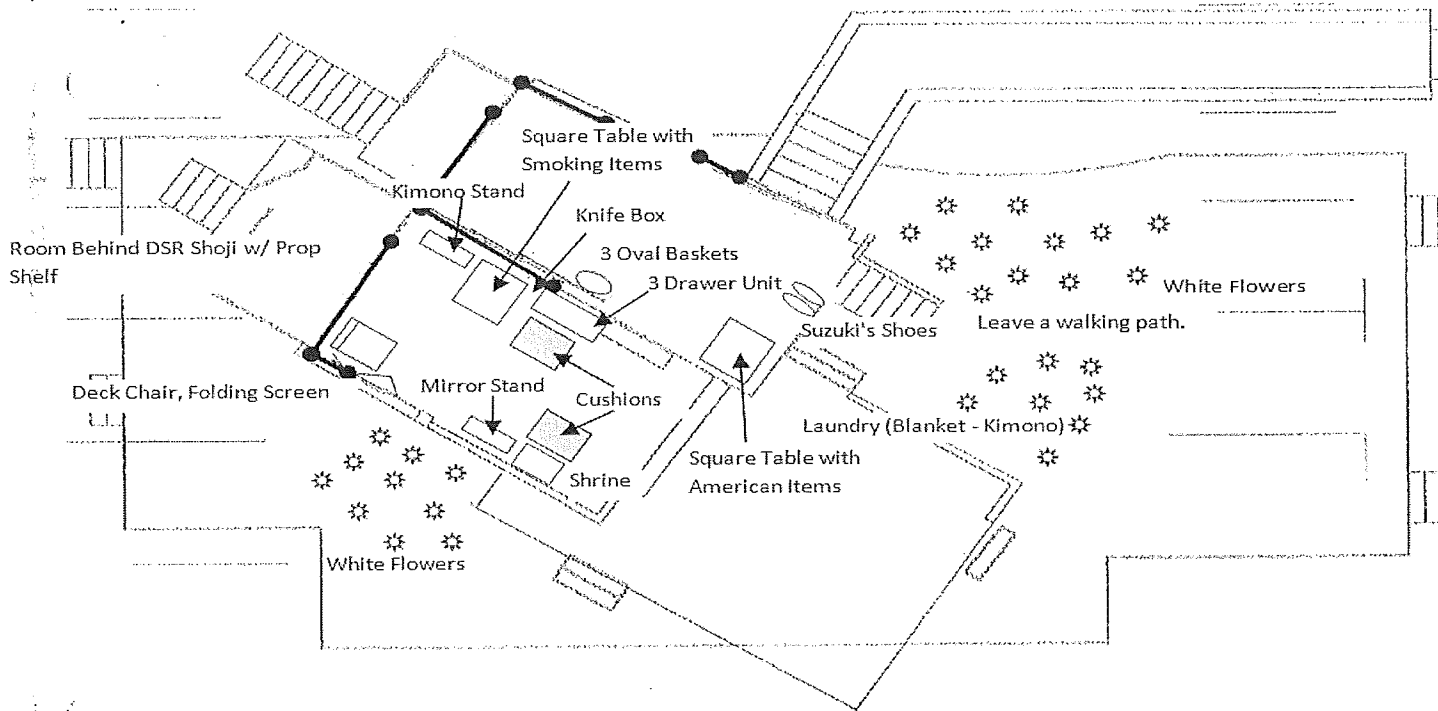 Square Table with
Smoking Items
Kimono Stand
Knife Box
Room Behind DSR Shoji w/ Prop
Shelf
3 Oval Baskets
3 Drawer Unit
White Flowers
Suzuki's Shoes
Leave a walking path.
Deck Chair, Folding Screen
Mirror Stand
Cushions
Laundry (Blanket - Kimono)
Square Table with
American Items
Shrine
White Flowers